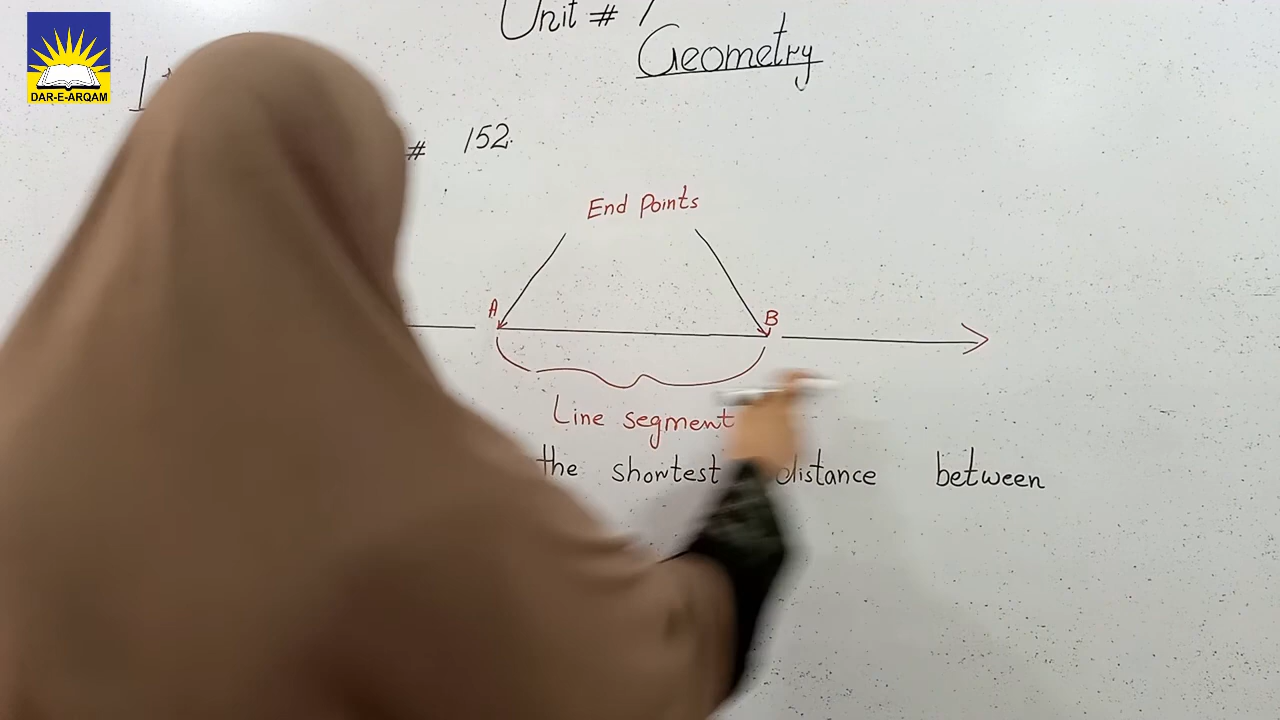 DAR-E-ARQAM
Unit # 7
Geometry
# 152
End Points
A
B
Line segment
the shortest distance between